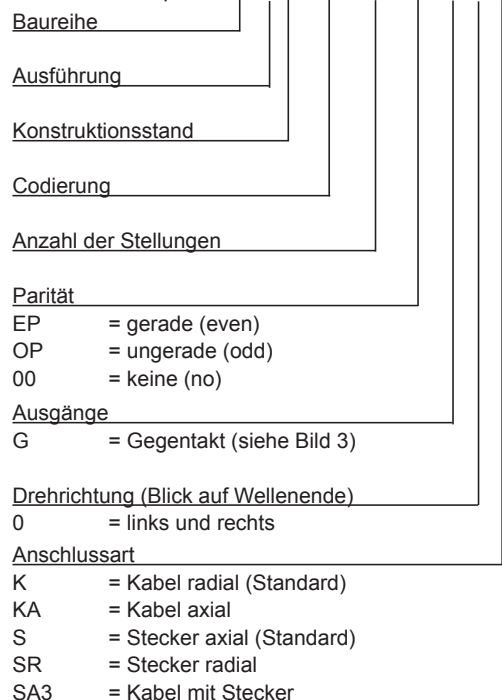 Baureihe
Ausführung
Konstruktionsstand
Codierung
Anzahl der Stellungen
Parität
EP = gerade (even)
OP = ungerade (odd)
00 = keine (no)
Ausgänge
G = Gegentakt (siehe Bild 3)
Drehrichtung (Blick auf Wellenende)
0 = links und rechts
Anschlussart
K = Kabel radial (Standard)
KA = Kabel axial
S = Stecker axial (Standard)
SR = Stecker radial
SA3 = Kabel mit Stecker